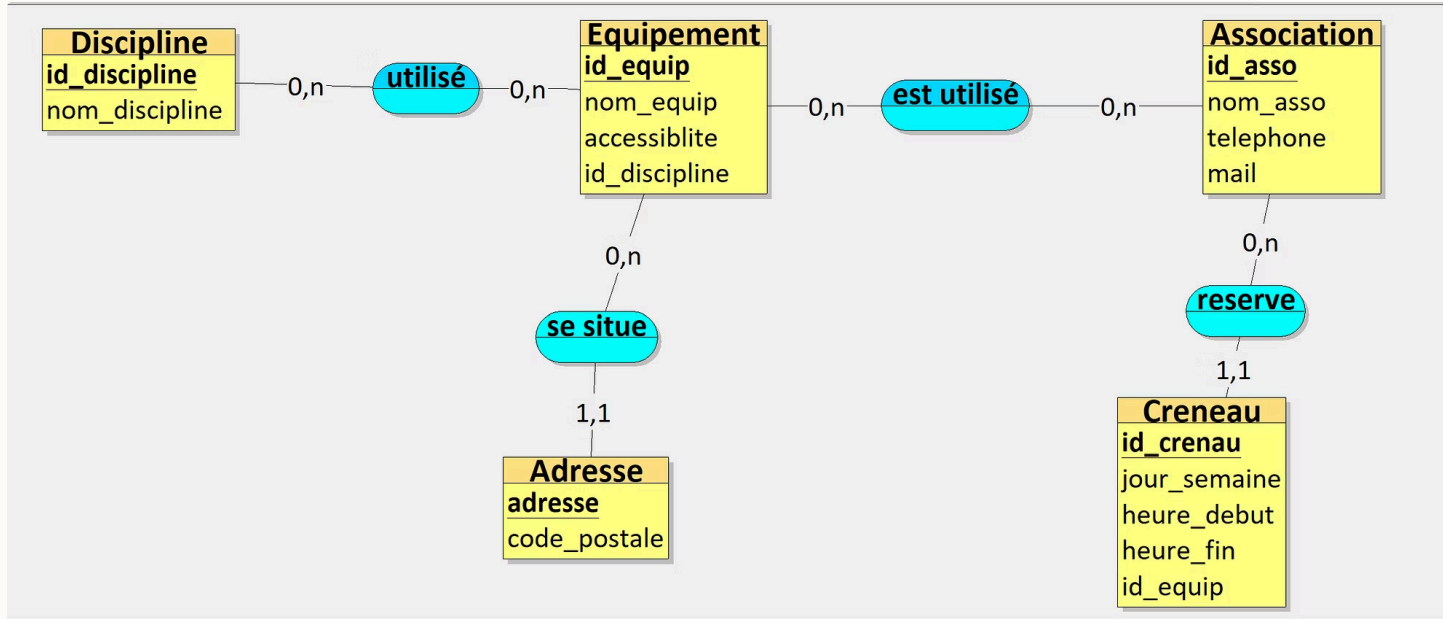 Discipline
id_discipline
nom_discipline
0,n
utilisé
0,n
Equipement
id_equip
nom_equip
accessiblite
id_discipline
0,n
est utilisé
0,n
Association
id_asso
nom_asso
telephone
mail
0,n
se situe
1,1
Adresse
adresse
code_postale
0,n
reserve
1,1
Creneau
id_crenau
jour_semaine
heure_debut
heure_fin
id_equip